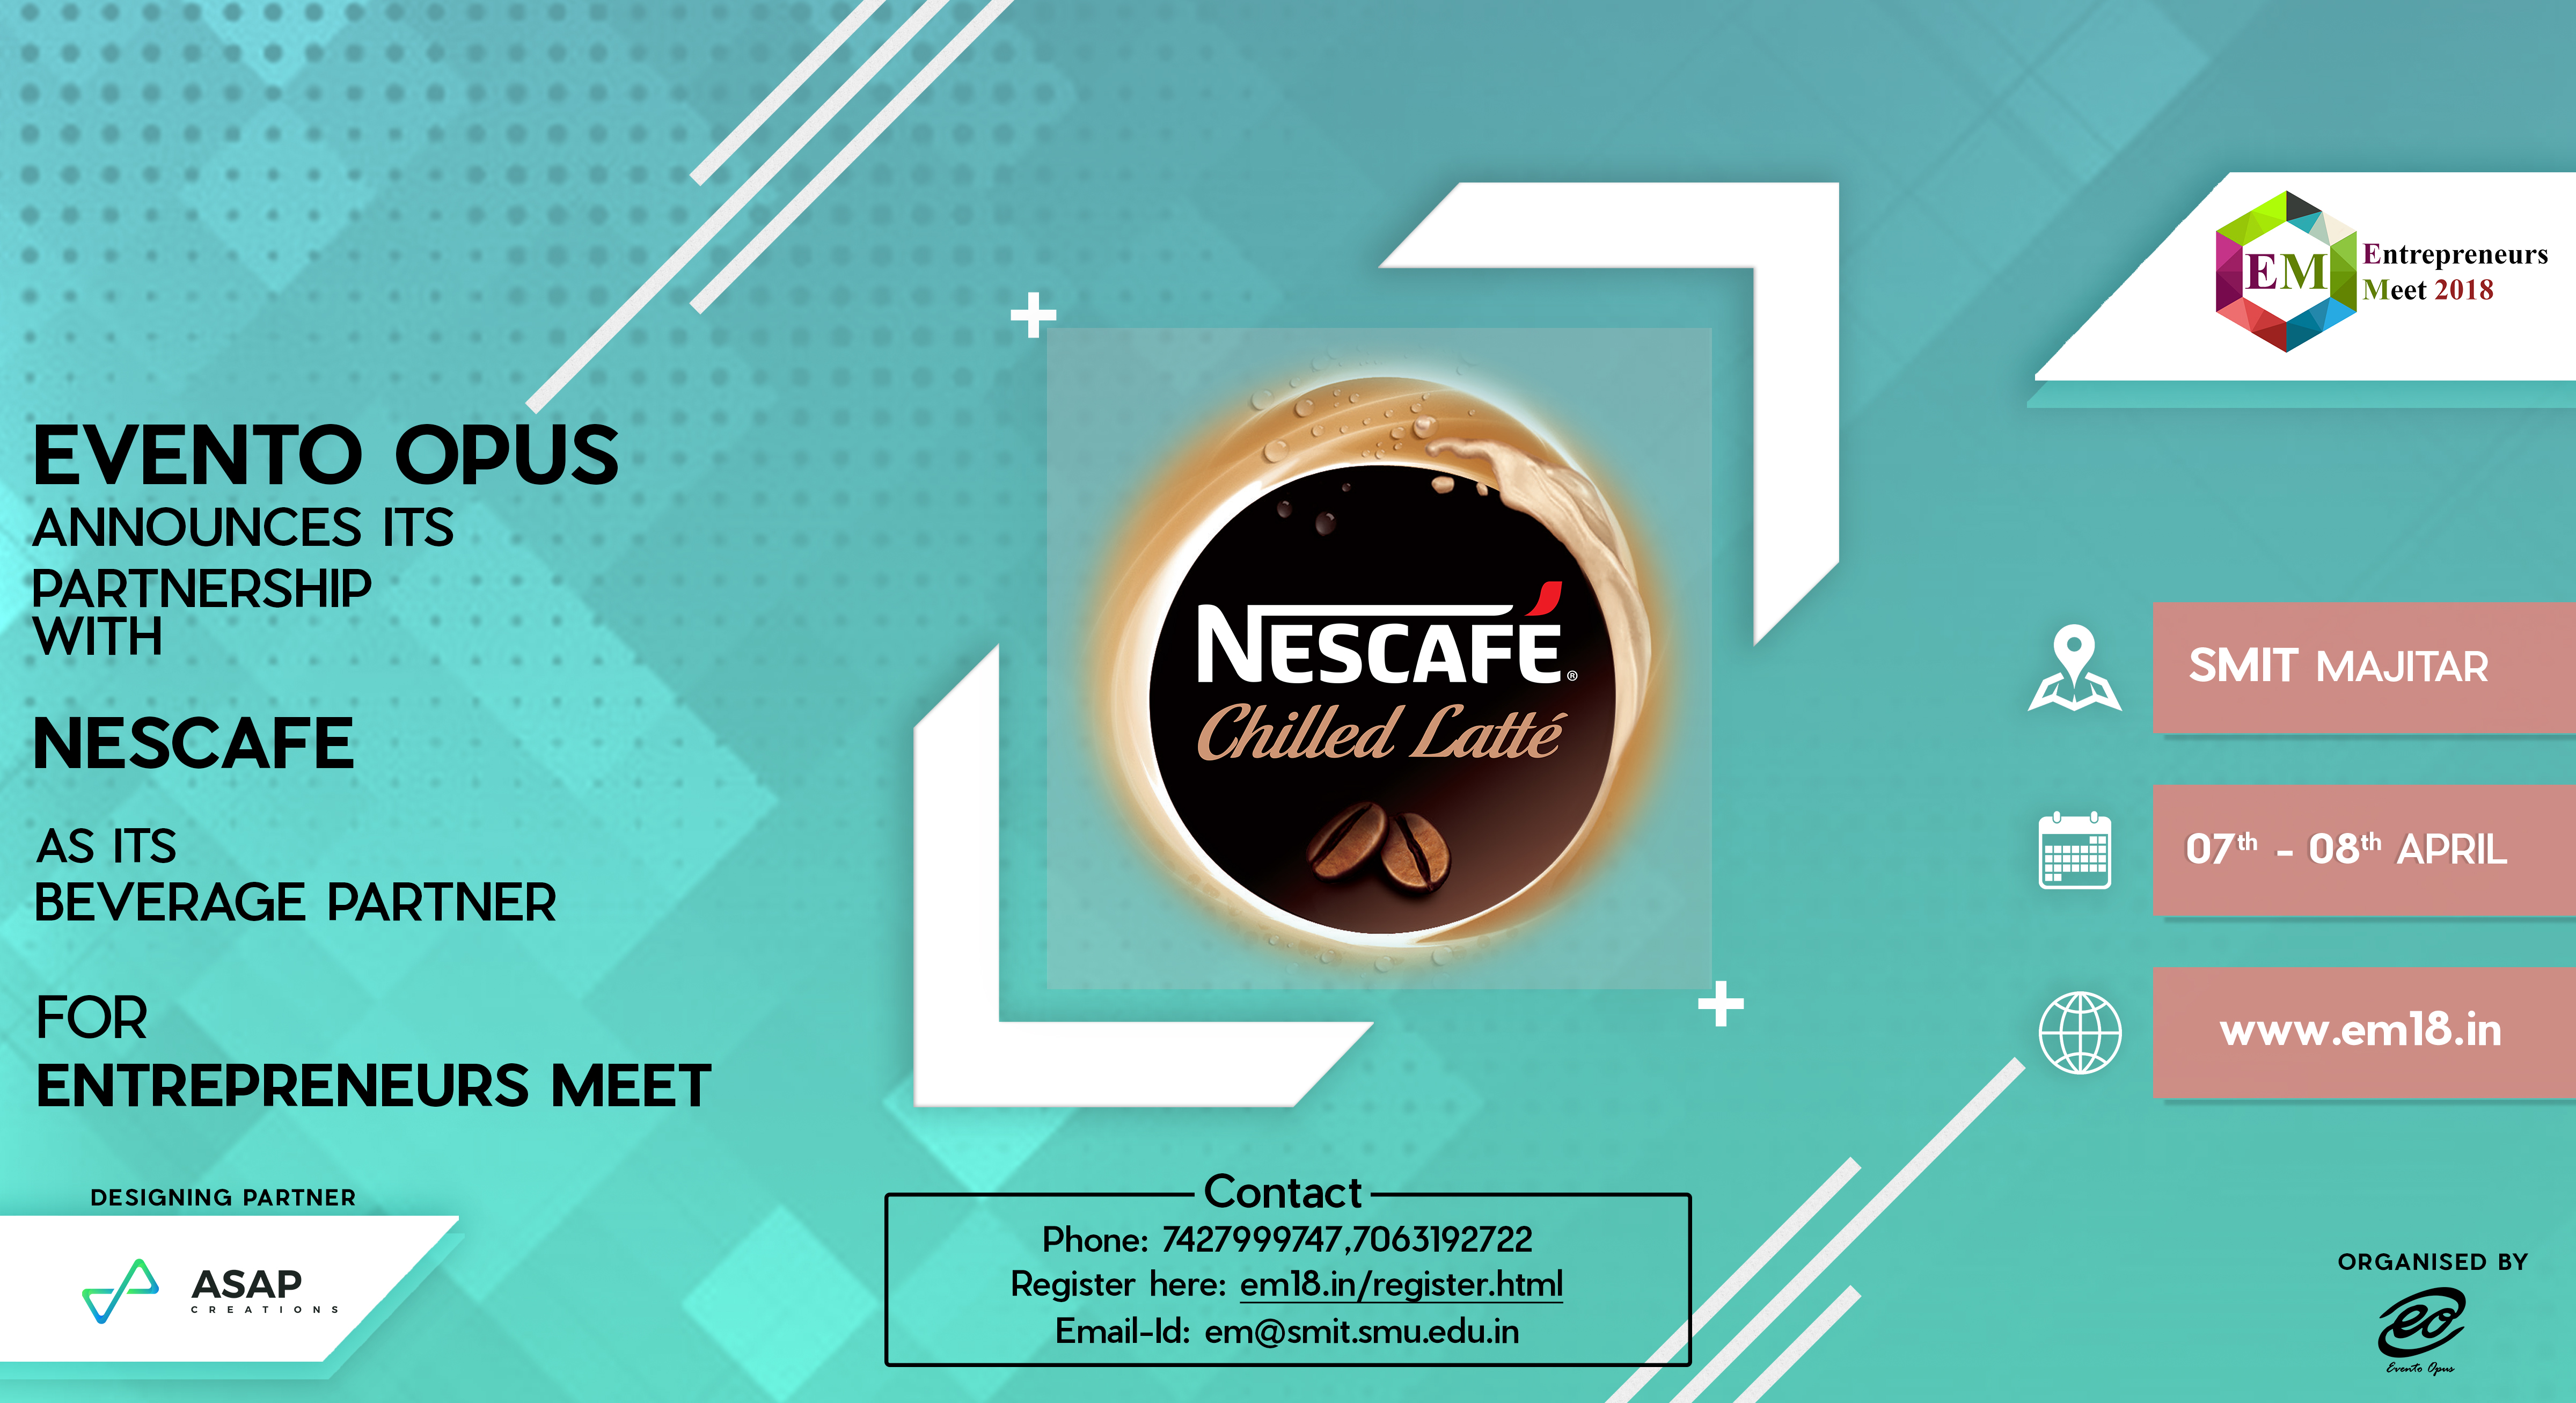 EVENTO OPUS
ANNOUNCES ITS
PARTNERSHIP
WITH
NESCAFE
AS ITS
BEVERAGE PARTNER
FOR
ENTREPRENEURS MEET
DESIGNING PARTNER
ASAP
CREATIONS
NESCAFÉ®
Chilled Latté
Contact
Phone: 7427999747,7063192722
Register here: em18.in/register.html
Email-Id: em@smit.smu.edu.in
EM
Entrepreneurs
Meet 2018
SMIT MAJITAR
07th - 08th APRIL
www.em18.in
ORGANISED BY
eo
Evento Opus